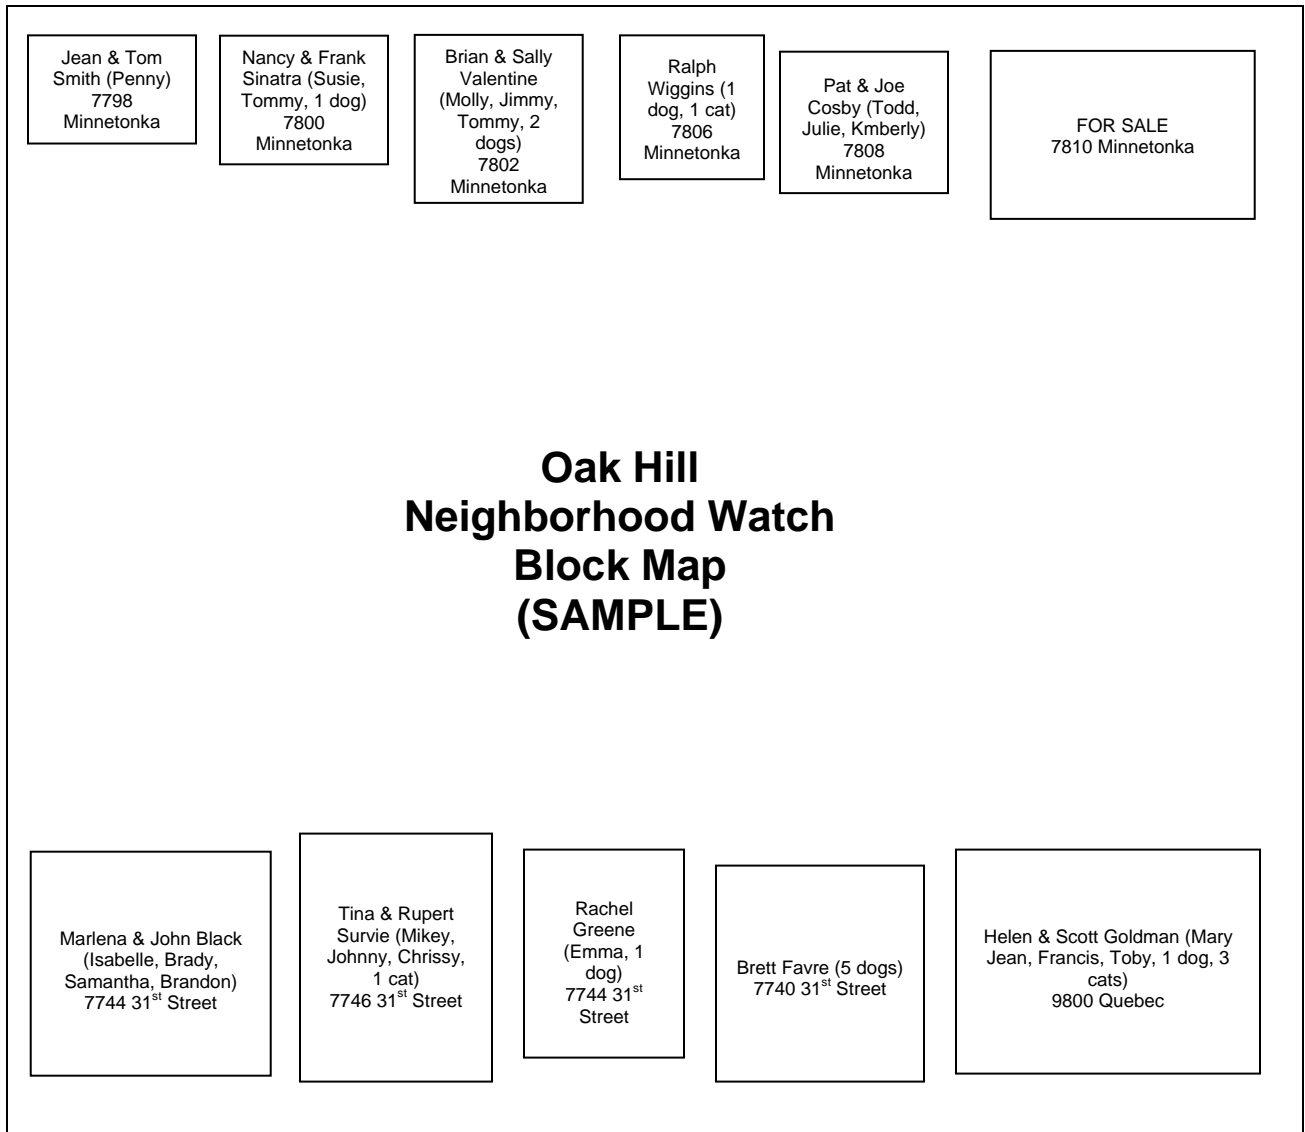 Jean & Tom
Smith (Penny)
7798
Minnetonka
Nancy & Frank
Sinatra (Susie,
Tommy, 1 dog)
7800
Minnetonka
Brian & Sally
Valentine
(Molly, Jimmy,
Tommy, 2
dogs)
7802
Minnetonka
Ralph
Wiggins (1
dog, 1 cat)
7806
Minnetonka
Pat & Joe
Cosby (Todd,
Julie, Kmberly)
7808
Minnetonka
FOR SALE
7810 Minnetonka
Oak Hill
Neighborhood Watch
Block Map
(SAMPLE)
Marlena & John Black
(Isabelle, Brady,
Samantha, Brandon)
7744 31st Street
Tina & Rupert
Survie (Mikey,
Johnny, Chrissy,
1 cat)
7746 31st Street
Rachel
Greene
(Emma, 1
dog)
7744 31st
Street
Brett Favre (5 dogs)
7740 31st Street
Helen & Scott Goldman (Mary
Jean, Francis, Toby, 1 dog, 3
cats)
9800 Quebec